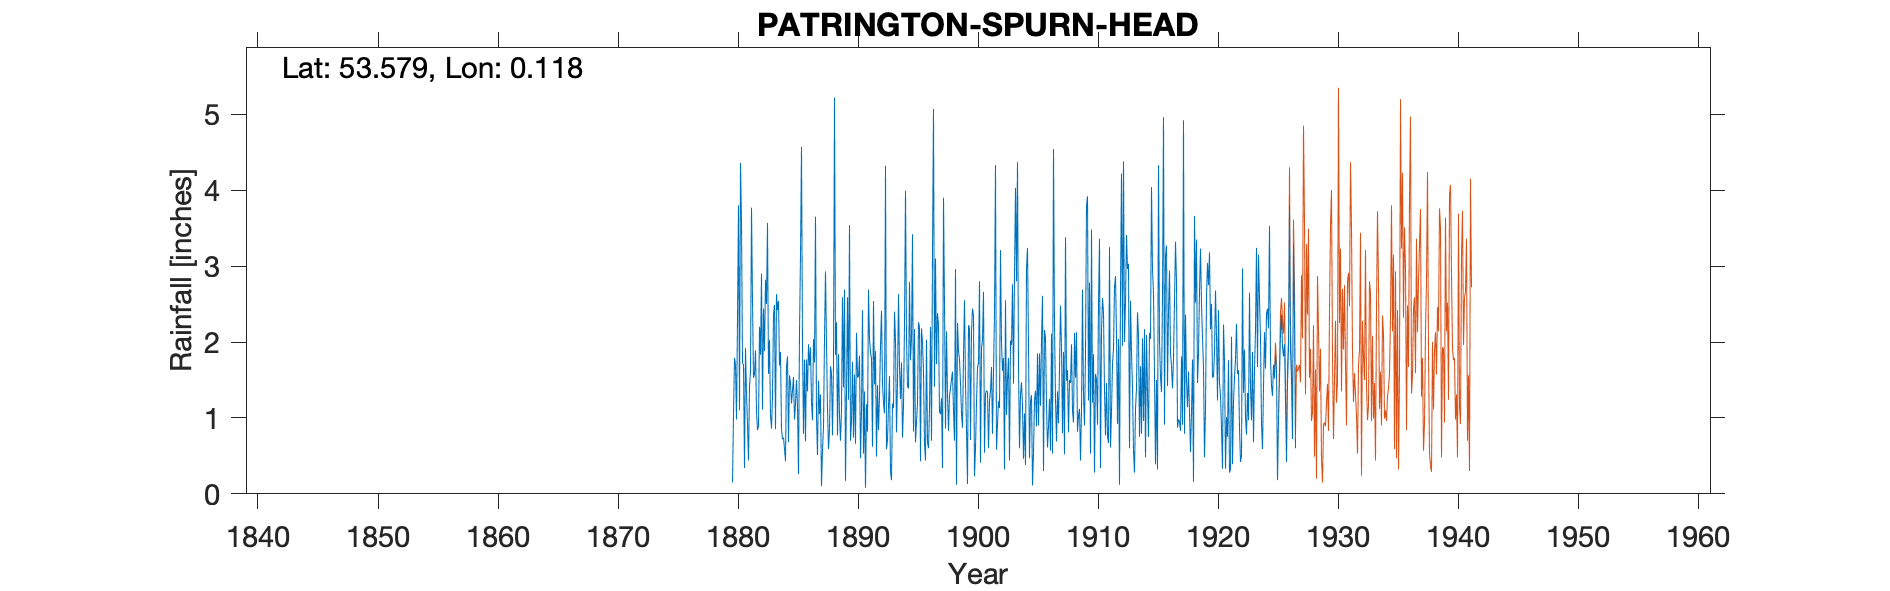 PATRINGTON-SPURN-HEAD
Lat: 53.579, Lon: 0.118
Rainfall [inches]
5
4
3
2
1
0
1840 1850 1860 1870 1880 1890 1900 1910 1920 1930 1940 1950 1960
Year